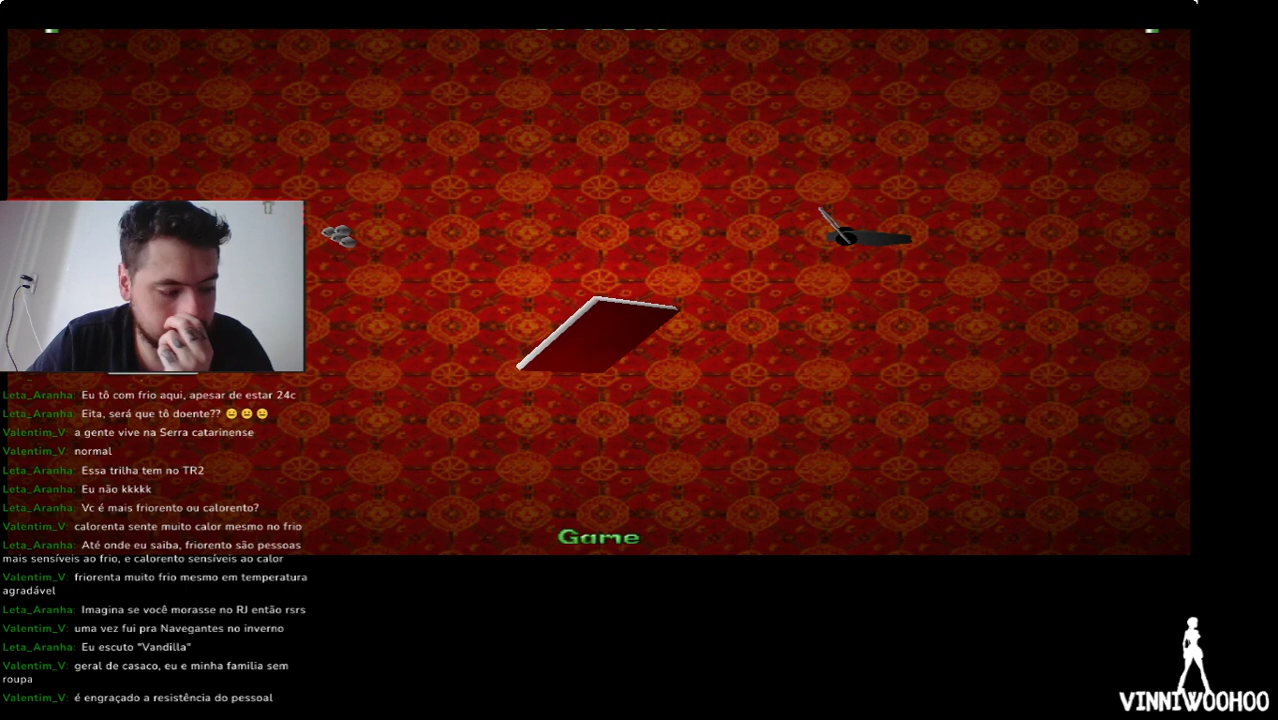 Leta_Aranha: Eu tô com frio aqui, apesar de estar 24c
Leta_Aranha: Eita, será que tô doente??
Valentim_V: a gente vive na Serra catarinense
Valentim_V: normal
Leta_Aranha: Essa trilha tem no TR2
Leta_Aranha: Eu não kkkkk
Leta_Aranha: Vc é mais friorento ou calorento?
Valentim_V: calorenta sente muito calor mesmo no frio
Leta_Aranha: Até onde eu saiba, friorento são pessoas
mais sensíveis ao frio, e calorento sensíveis ao calor
Valentim_V: friorenta muito frio mesmo em temperatura
agradável
Leta_Aranha: Imagina se você morasse no RJ então rsrs
Valentim_V: uma vez fui pra Navegantes no inverno
Leta_Aranha: Eu escuto "Vandilla"
Valentim_V: geral de casaco, eu e minha familia sem
roupa
Valentim_V: é engraçado a resistência do pessoal
Game
VINNIWOOHOO